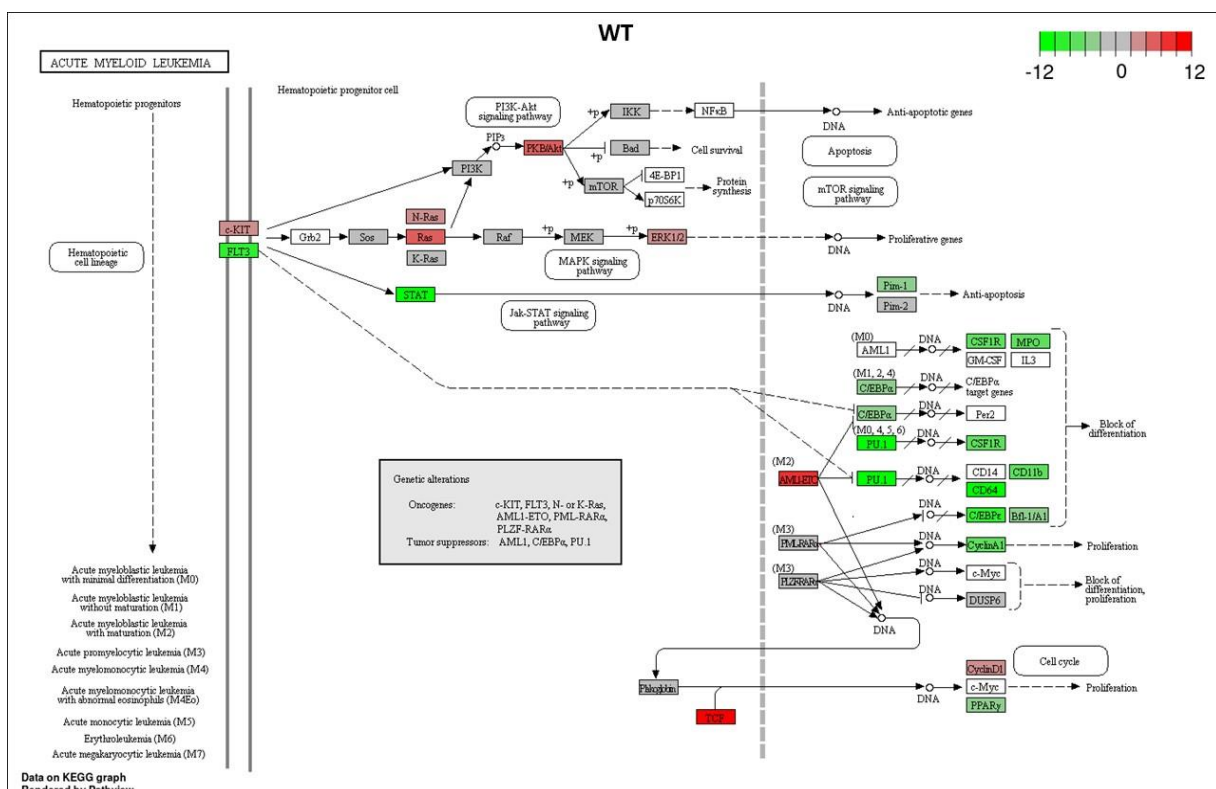 WT
-12 0 12
ACUTE MYELOID LEUKEMIA
Hematopoietic progenitors
Hematopoietic progenitor cell
PI3K-Akt
signaling pathway
+p
IKK
NFκB
DNA
Anti-apoptotic genes
PIP3
PKB/Akt
+p
Bad
Cell survival
Apoptosis
PI3K
+p
mTOR
4E-BP1
p70S6K
Protein
synthesis
mTOR signaling
pathway
c-KIT
FLT3
Grb2
Sos
N-Ras
Ras
K-Ras
Raf
+p
MEK
+p
ERK1/2
DNA
Proliferative genes
MAPK signaling
pathway
Hematopoietic
cell lineage
STAT
DNA
Pim-1
Pim-2
Anti-apoptosis
Jak-STAT signaling
pathway
(M0)
AML1
DNA
CSF1R
MPO
GM-CSF
IL3
(M1, 2, 4)
C/EBPα
DNA
C/EBPα
target genes
C/EBPα
DNA
Per2
Block of
differentiation
(M0, 4, 5, 6)
PU.1
DNA
CSF1R
(M2)
AML1-ETO
PU.1
DNA
CD14
CD11b
CD64
DNA
C/EBPε
Bfl-1/A1
(M3)
PML-RARα
DNA
CyclinA1
Proliferation
(M3)
PLZF-RARα
DNA
c-Myc
DNA
DUSP6
Block of
differentiation,
proliferation
DNA
Genetic alterations
Oncogenes: c-KIT, FLT3, N- or K-Ras,
AML1-ETO, PML-RARα,
PLZF-RARα
Tumor suppressors: AML1, C/EBPα, PU.1
Acute myeloblastic leukemia
with minimal differentiation (M0)
Acute myeloblastic leukemia
without maturation (M1)
Acute myeloblastic leukemia
with maturation (M2)
Acute promyelocytic leukemia (M3)
Acute myelomonocytic leukemia (M4)
Acute myelomonocytic leukemia
with abnormal eosinophils (M4Eo)
Acute monocytic leukemia (M5)
Erythroleukemia (M6)
Acute megakaryocytic leukemia (M7)
Plakoglobin
TCF
DNA
CyclinD1
c-Myc
PPARγ
Cell cycle
Proliferation
Data on KEGG graph
Rendered by Pathview